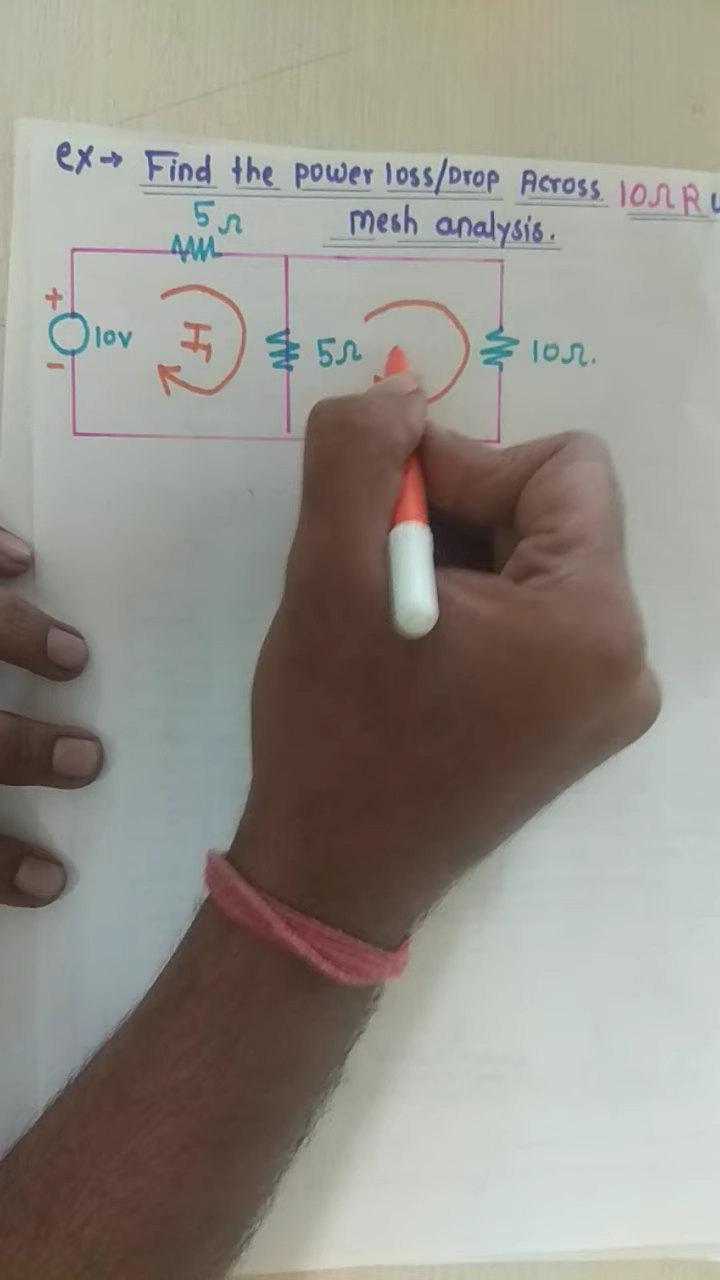 ex→ Find the power loss/Drop Across 10Ω R
mesh analysis.
5Ω
+
10v
-
I₁
5Ω
10Ω.